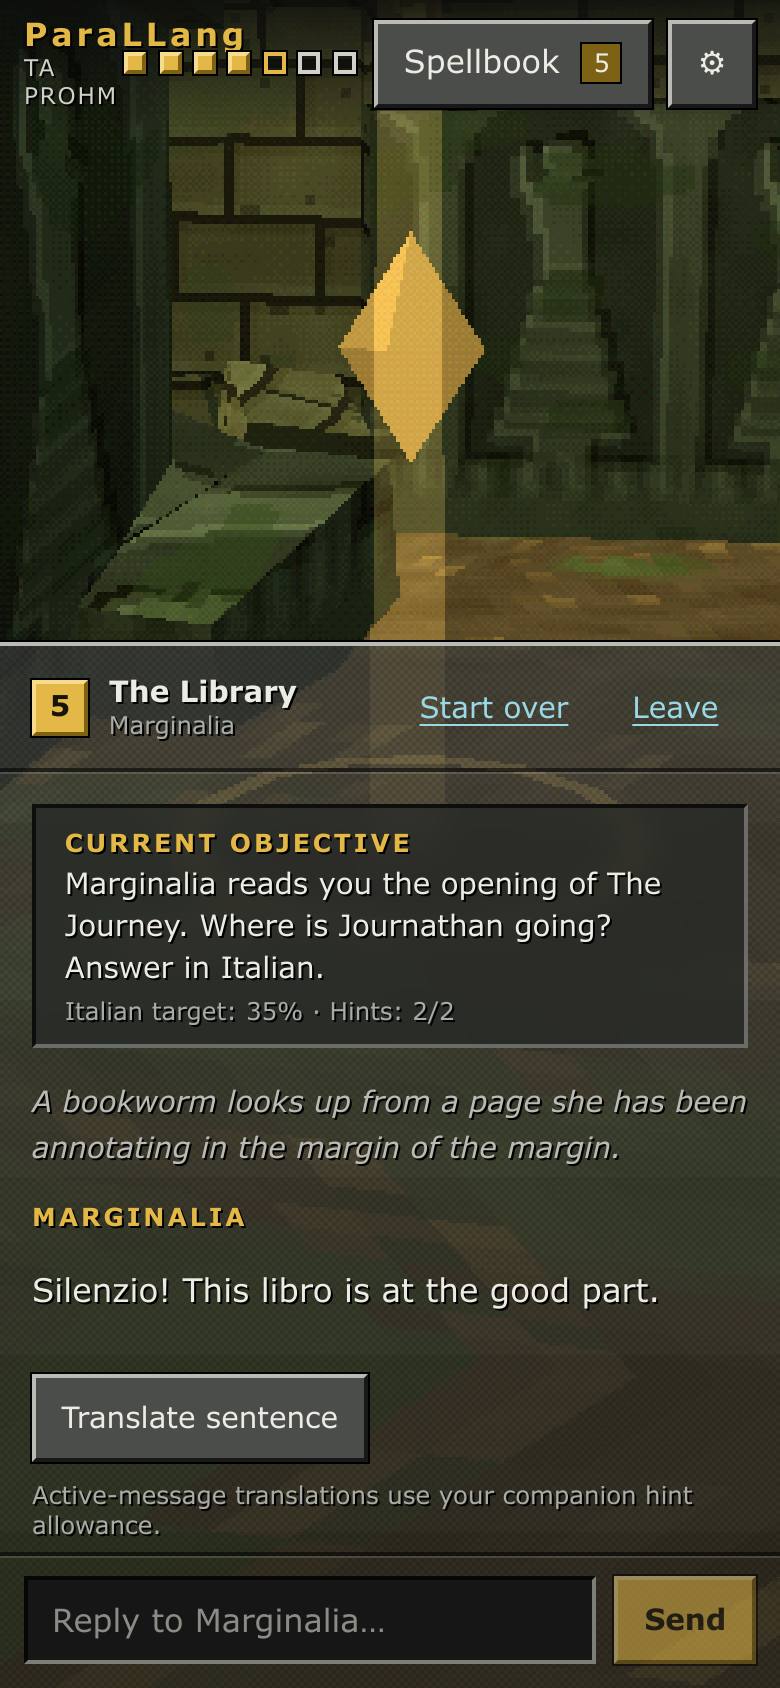 ParaLLang
TA
PROHM
Spellbook 5
5
The Library
Marginalia
Start over
Leave
CURRENT OBJECTIVE
Marginalia reads you the opening of The
Journey. Where is Journathan going?
Answer in Italian.
Italian target: 35% · Hints: 2/2
A bookworm looks up from a page she has been
annotating in the margin of the margin.
MARGINALIA
Silenzio! This libro is at the good part.
Translate sentence
Active-message translations use your companion hint
allowance.
Reply to Marginalia…
Send